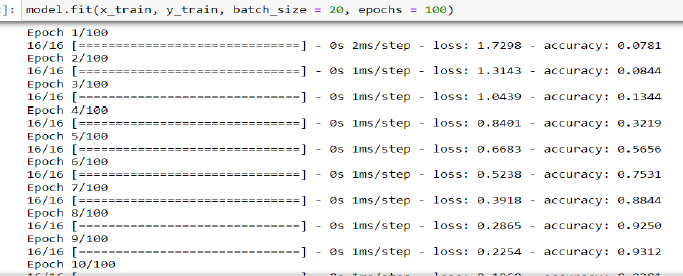 ]: model.fit(x_train, y_train, batch_size = 20, epochs = 100)
Epoch 1/100
16/16 [==============================] - 0s 2ms/step - loss: 1.7298 - accuracy: 0.0781
Epoch 2/100
16/16 [==============================] - 0s 1ms/step - loss: 1.3143 - accuracy: 0.0844
Epoch 3/100
16/16 [==============================] - 0s 1ms/step - loss: 1.0439 - accuracy: 0.1344
Epoch 4/100
16/16 [==============================] - 0s 1ms/step - loss: 0.8401 - accuracy: 0.3219
Epoch 5/100
16/16 [==============================] - 0s 1ms/step - loss: 0.6683 - accuracy: 0.5656
Epoch 6/100
16/16 [==============================] - 0s 1ms/step - loss: 0.5238 - accuracy: 0.7531
Epoch 7/100
16/16 [==============================] - 0s 1ms/step - loss: 0.3918 - accuracy: 0.8844
Epoch 8/100
16/16 [==============================] - 0s 1ms/step - loss: 0.2865 - accuracy: 0.9250
Epoch 9/100
16/16 [==============================] - 0s 1ms/step - loss: 0.2254 - accuracy: 0.9312
Epoch 10/100